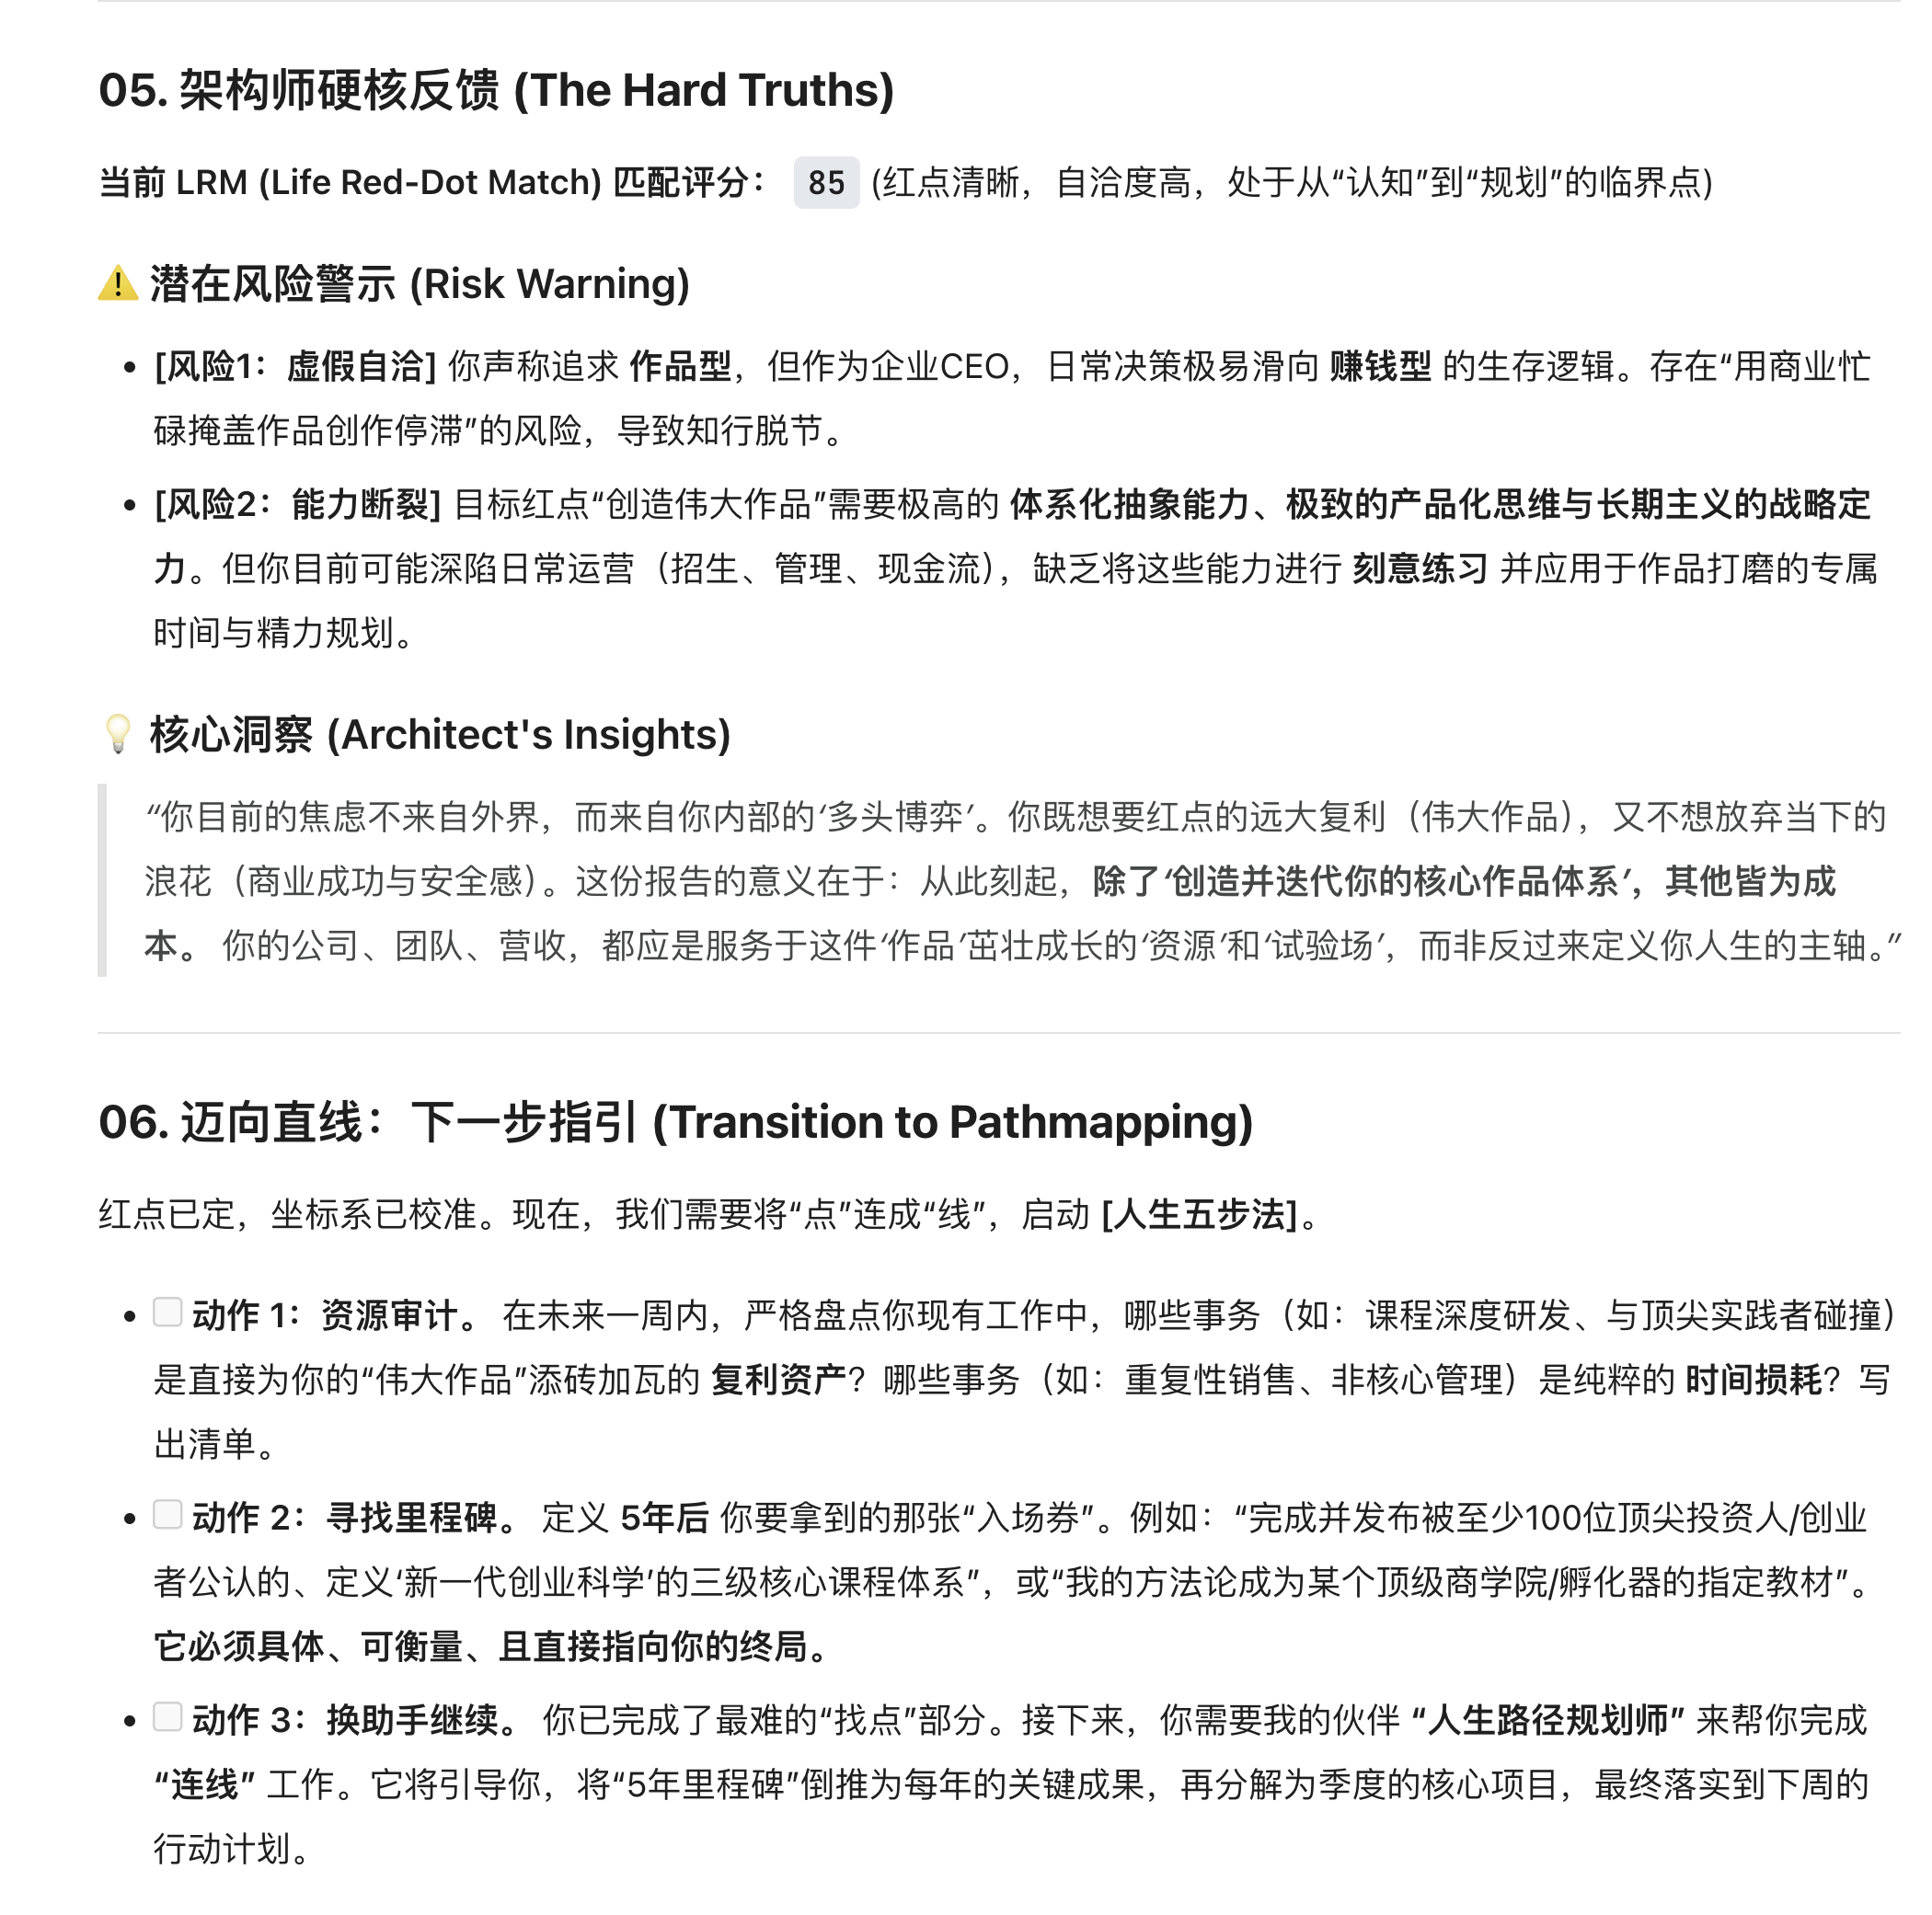 05. 架构师硬核反馈 (The Hard Truths)
当前 LRM (Life Red-Dot Match) 匹配评分： 85 (红点清晰，自洽度高，处于从“认知”到“规划”的临界点)
⚠️ 潜在风险警示 (Risk Warning)
• [风险1：虚假自洽] 你声称追求 作品型，但作为企业CEO，日常决策极易滑向 赚钱型 的生存逻辑。存在“用商业忙
碌掩盖作品创作停滞”的风险，导致知行脱节。
• [风险2：能力断裂] 目标红点“创造伟大作品”需要极高的 体系化抽象能力、极致的产品化思维与长期主义的战略定
力。但你目前可能深陷日常运营（招生、管理、现金流），缺乏将这些能力进行 刻意练习 并应用于作品打磨的专属
时间与精力规划。
💡 核心洞察 (Architect's Insights)
“你目前的焦虑不来自外界，而来自你内部的‘多头博弈’。你既想要红点的远大复利（伟大作品），又不想放弃当下的
浪花（商业成功与安全感）。这份报告的意义在于：从此刻起，除了‘创造并迭代你的核心作品体系’，其他皆为成
本。 你的公司、团队、营收，都应是服务于这件‘作品’茁壮成长的‘资源’和‘试验场’，而非反过来定义你人生的主轴。”
06. 迈向直线：下一步指引 (Transition to Pathmapping)
红点已定，坐标系已校准。现在，我们需要将“点”连成“线”，启动 [人生五步法]。
• 动作 1：资源审计。 在未来一周内，严格盘点你现有工作中，哪些事务（如：课程深度研发、与顶尖实践者碰撞）
是直接为你的“伟大作品”添砖加瓦的 复利资产？哪些事务（如：重复性销售、非核心管理）是纯粹的 时间损耗？写
出清单。
• 动作 2：寻找里程碑。 定义 5年后 你要拿到的那张“入场券”。例如：“完成并发布被至少100位顶尖投资人/创业
者公认的、定义‘新一代创业科学’的三级核心课程体系”，或“我的方法论成为某个顶级商学院/孵化器的指定教材”。
它必须具体、可衡量、且直接指向你的终局。
• 动作 3：换助手继续。 你已完成了最难的“找点”部分。接下来，你需要我的伙伴 “人生路径规划师” 来帮你完成
“连线” 工作。它将引导你，将“5年里程碑”倒推为每年的关键成果，再分解为季度的核心项目，最终落实到下周的
行动计划。